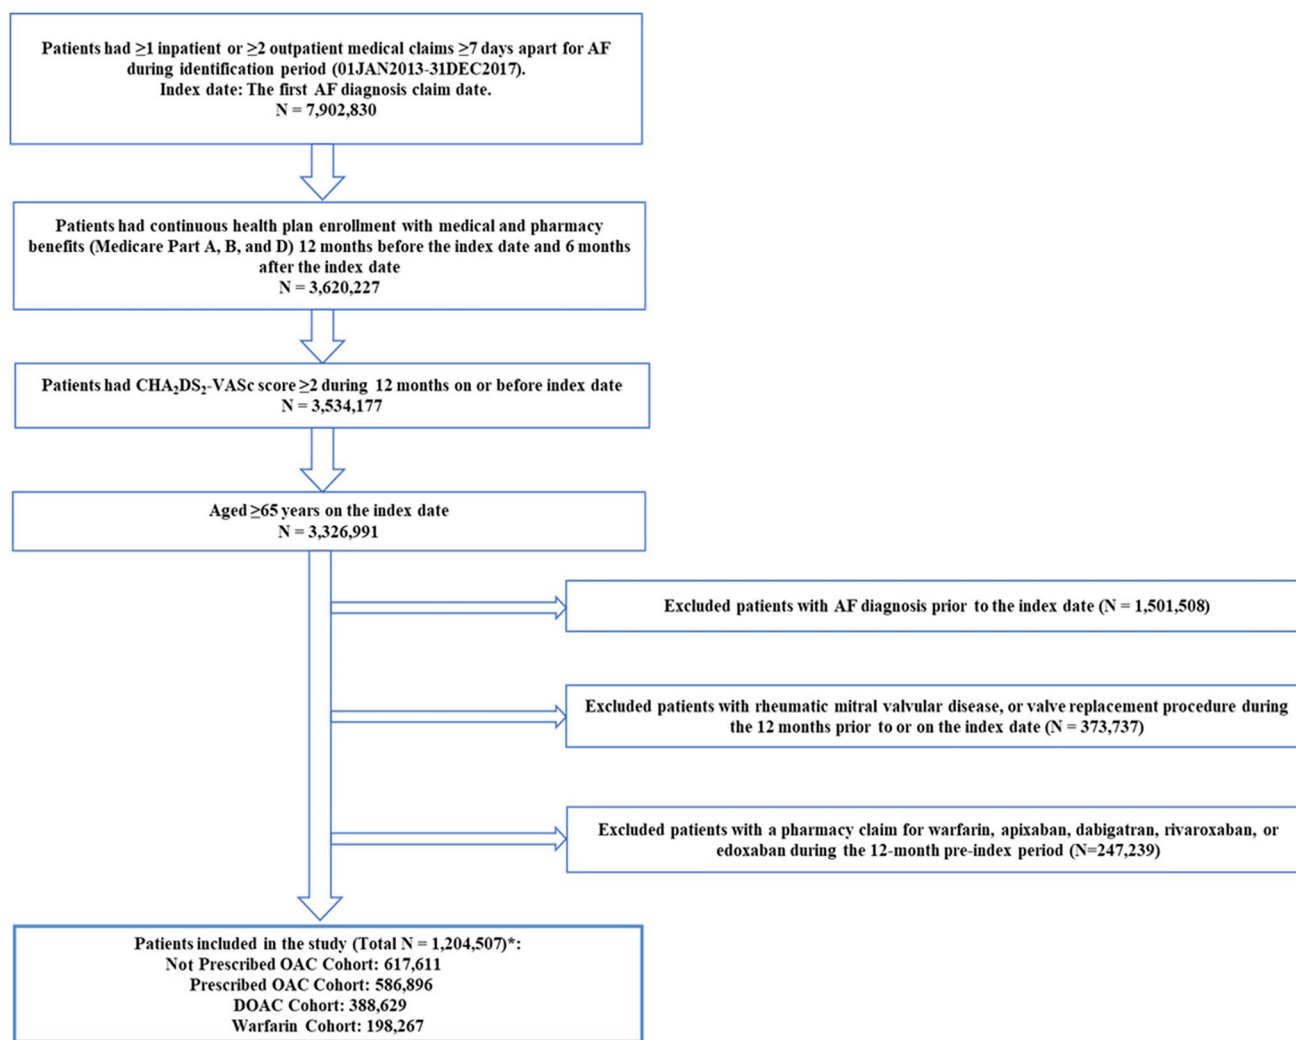 Patients had ≥1 inpatient or ≥2 outpatient medical claims ≥7 days apart for AF
during identification period (01JAN2013-31DEC2017).
Index date: The first AF diagnosis claim date.
N = 7,902,830
Patients had continuous health plan enrollment with medical and pharmacy
benefits (Medicare Part A, B, and D) 12 months before the index date and 6 months
after the index date
N = 3,620,227
Patients had CHA₂DS₂-VASc score ≥2 during 12 months on or before index date
N = 3,534,177
Aged ≥65 years on the index date
N = 3,326,991
Excluded patients with AF diagnosis prior to the index date (N = 1,501,508)
Excluded patients with rheumatic mitral valvular disease, or valve replacement procedure during
the 12 months prior to or on the index date (N = 373,737)
Excluded patients with a pharmacy claim for warfarin, apixaban, dabigatran, rivaroxaban, or
edoxaban during the 12-month pre-index period (N=247,239)
Patients included in the study (Total N = 1,204,507)*:
Not Prescribed OAC Cohort: 617,611
Prescribed OAC Cohort: 586,896
DOAC Cohort: 388,629
Warfarin Cohort: 198,267